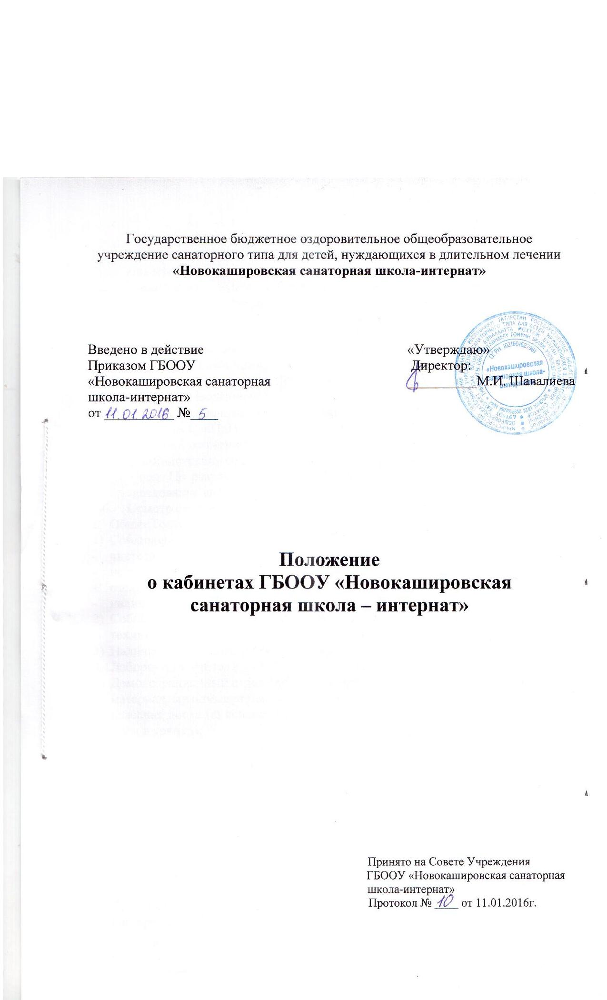 Государственное бюджетное оздоровительное общеобразовательное
учреждение санаторного типа для детей, нуждающихся в длительном лечении
«Новокашировская санаторная школа-интернат»
Введено в действие
Приказом ГБООУ
«Новокашировская санаторная
школа-интернат»
от 11.01.2016 № 5
«Утверждаю»
Директор:
М.И. Шавалиева
ОГРН 1021601627981
«Новокашировская
санаторная школа-
интернат»
Положение
о кабинетах ГБООУ «Новокашировская
санаторная школа – интернат»
Принято на Совете Учреждения
ГБООУ «Новокашировская санаторная
школа-интернат»
Протокол № 10 от 11.01.2016г.